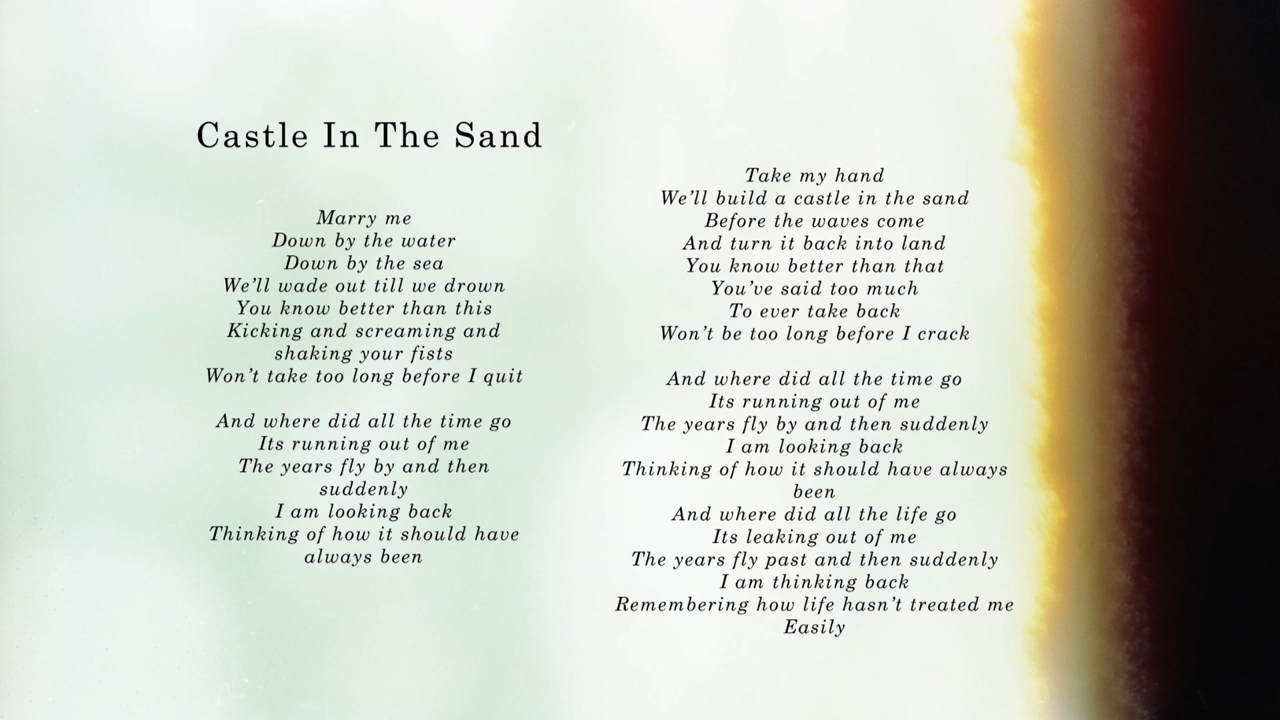 Castle In The Sand
Marry me
Down by the water
Down by the sea
We’ll wade out till we drown
You know better than this
Kicking and screaming and
shaking your fists
Won’t take too long before I quit
And where did all the time go
Its running out of me
The years fly by and then
suddenly
I am looking back
Thinking of how it should have
always been
Take my hand
We’ll build a castle in the sand
Before the waves come
And turn it back into land
You know better than that
You’ve said too much
To ever take back
Won’t be too long before I crack
And where did all the time go
Its running out of me
The years fly by and then suddenly
I am looking back
Thinking of how it should have always
been
And where did all the life go
Its leaking out of me
The years fly past and then suddenly
I am thinking back
Remembering how life hasn’t treated me
Easily